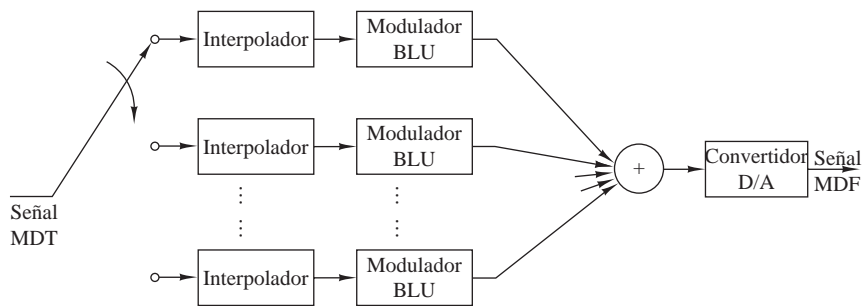 Interpolador
Modulador
BLU
Interpolador
Modulador
BLU
+
Convertidor
D/A
Señal
MDF
Señal
MDT
Interpolador
Modulador
BLU